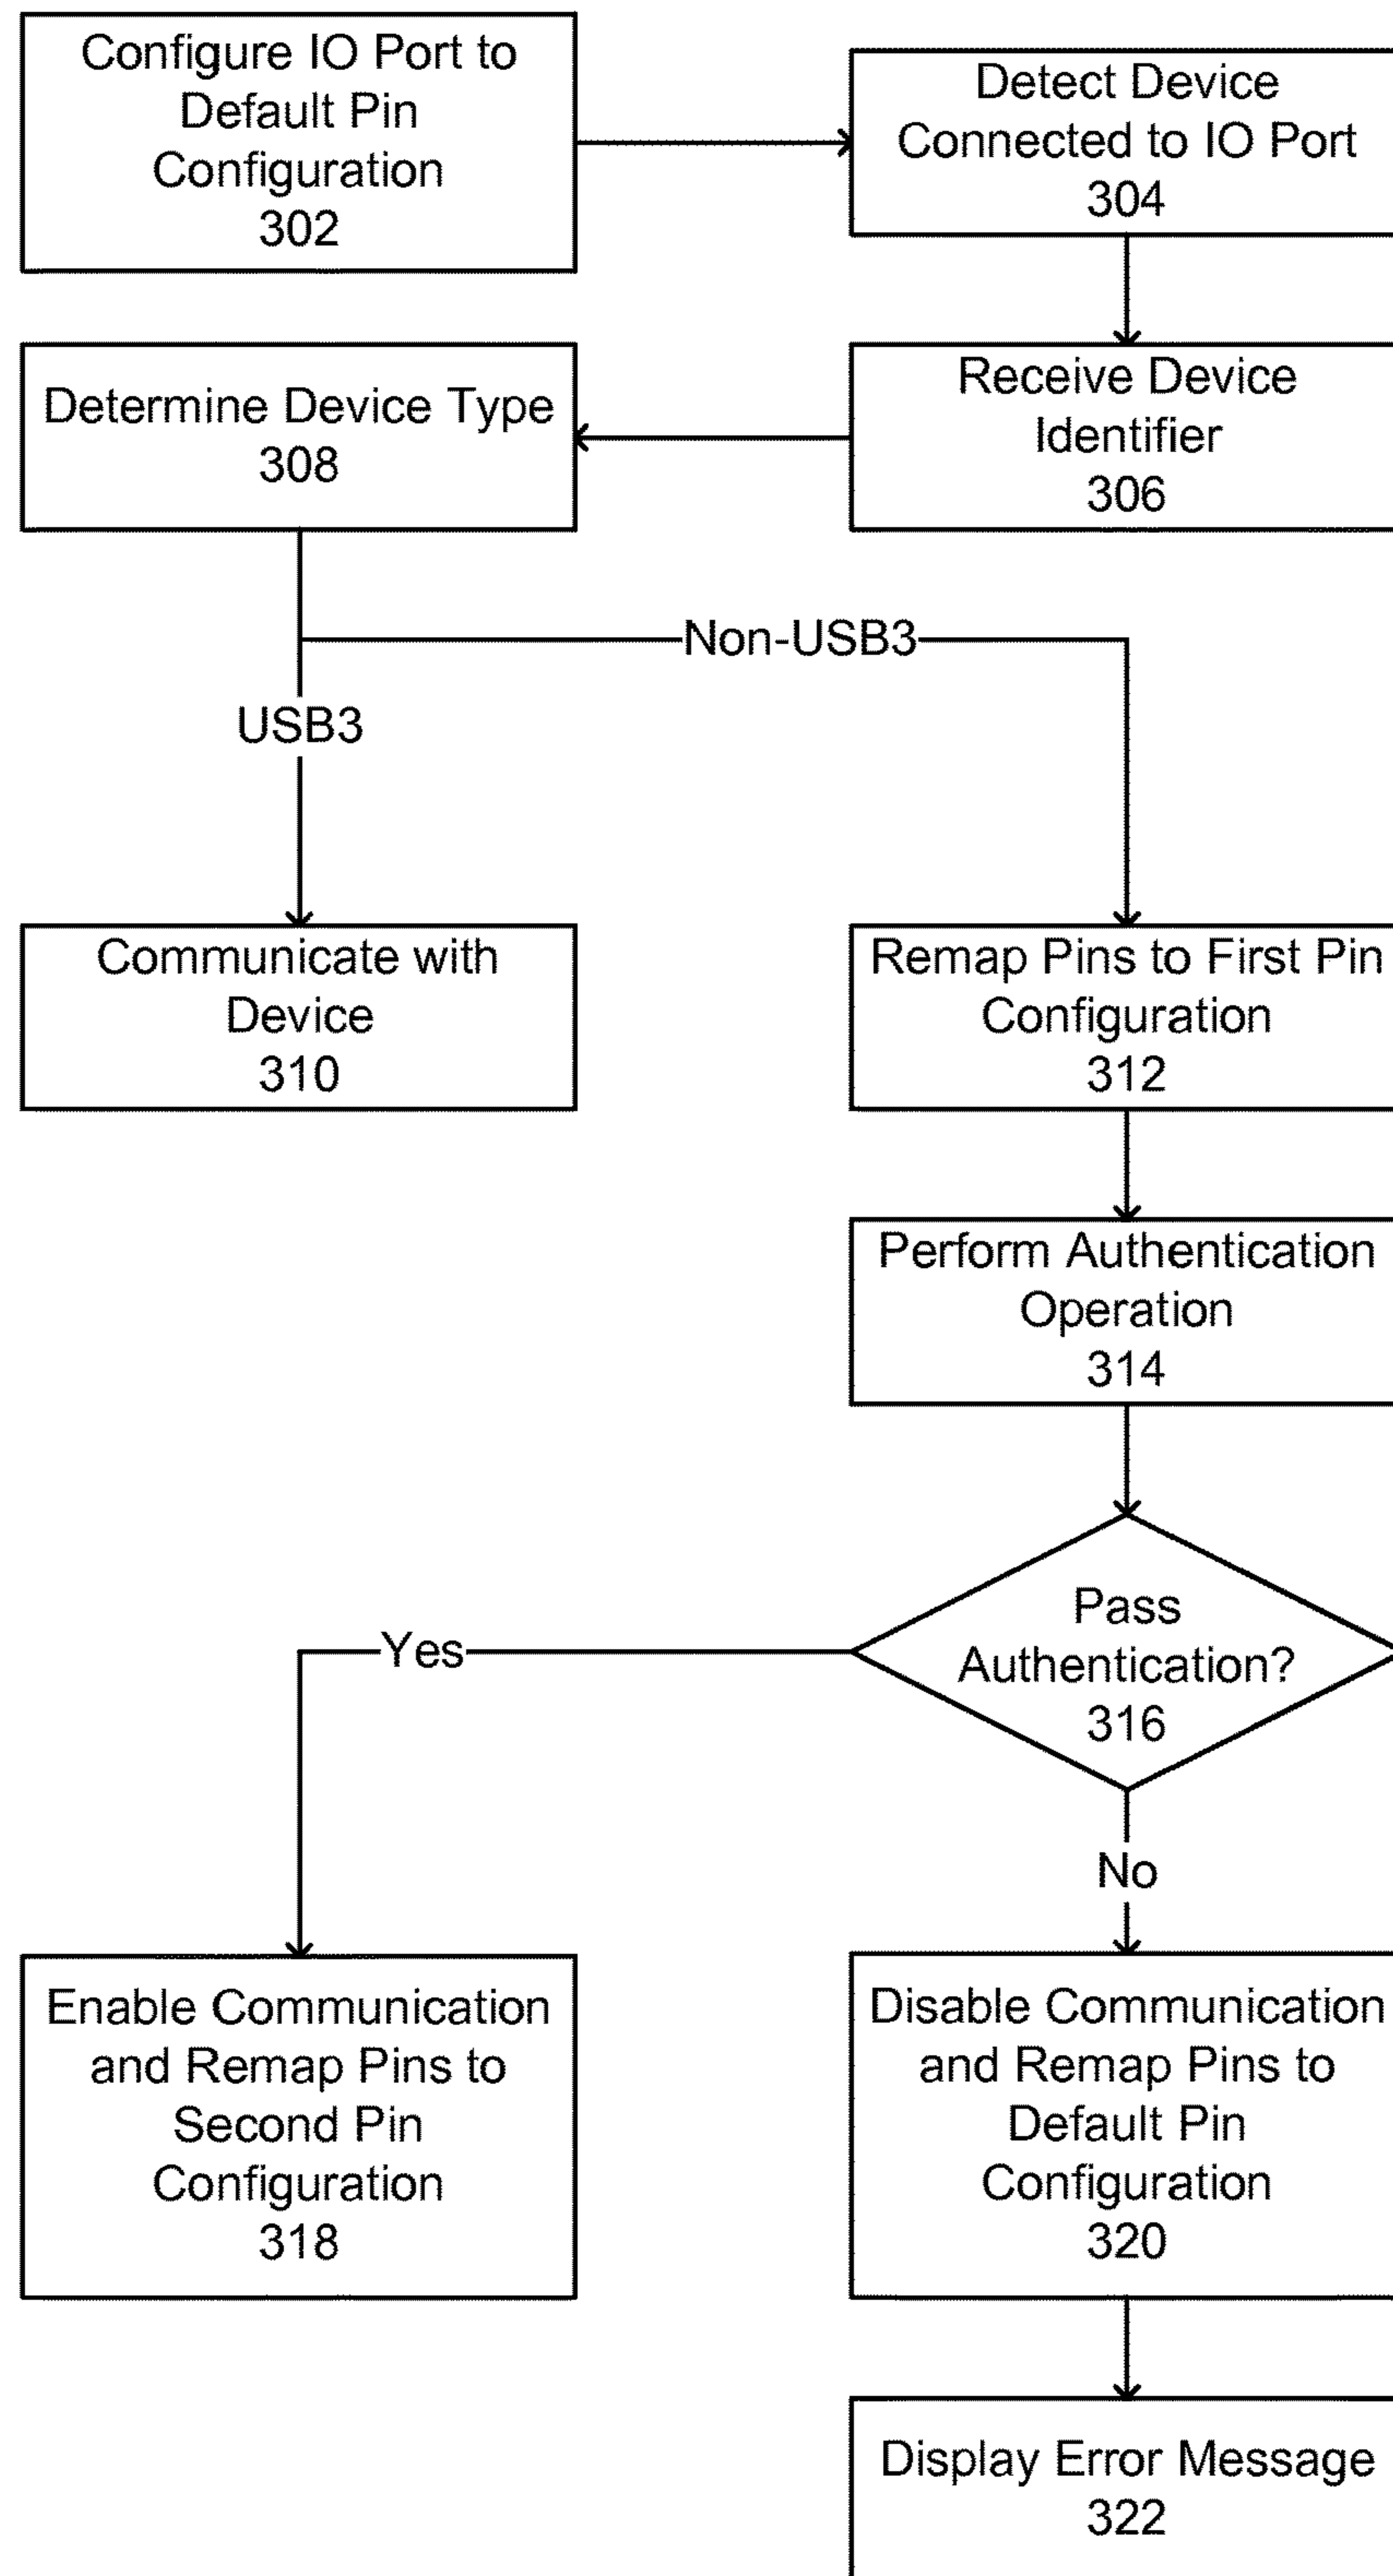 Configure IO Port to
Default Pin
Configuration
302
Detect Device
Connected to IO Port
304
Receive Device
Identifier
306
Determine Device Type
308
Non-USB3
USB3
Communicate with
Device
310
Remap Pins to First Pin
Configuration
312
Perform Authentication
Operation
314
Pass
Authentication?
316
Yes
No
Enable Communication
and Remap Pins to
Second Pin
Configuration
318
Disable Communication
and Remap Pins to
Default Pin
Configuration
320
Display Error Message
322